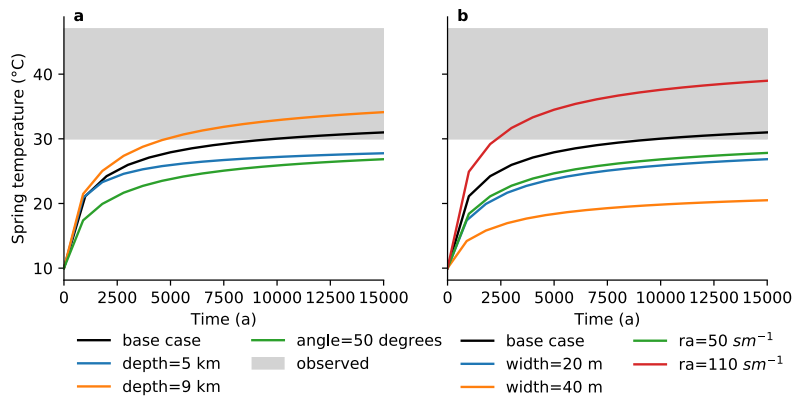 a b
Spring temperature (°C)
40
30
20
10
0 2500 5000 7500 10000 12500 15000
0 2500 5000 7500 10000 12500 15000
Time (a) Time (a)
base case
depth=5 km
depth=9 km
angle=50 degrees
observed
base case
width=20 m
width=40 m
ra=50 sm⁻¹
ra=110 sm⁻¹